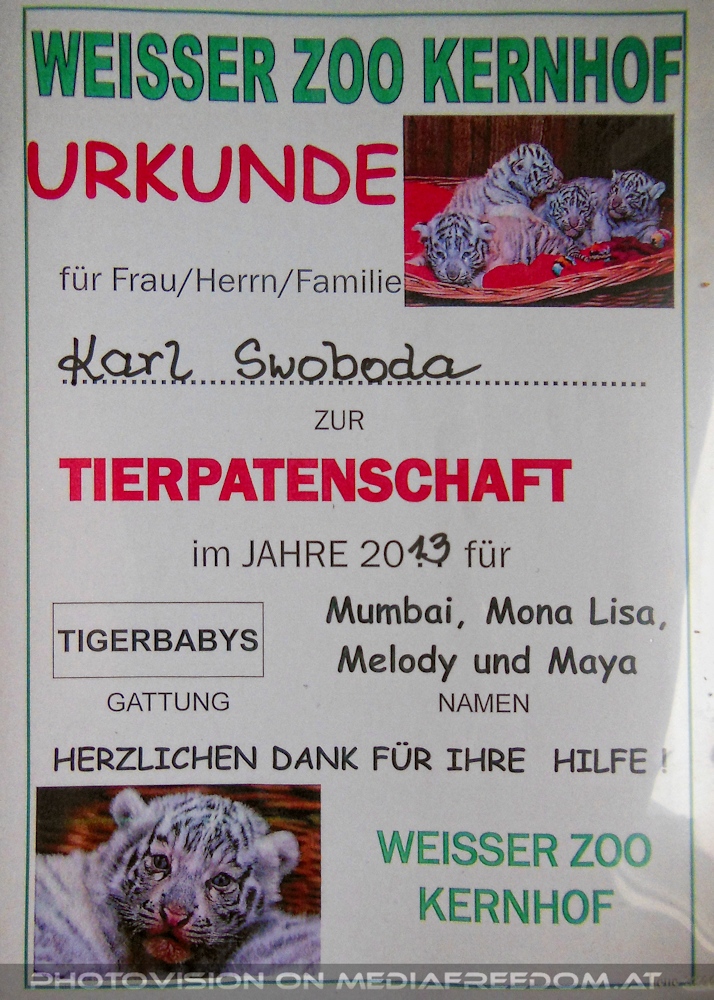 WEISSER ZOO KERNHOF
URKUNDE
für Frau/Herrn/Familie
Karl Swoboda
ZUR
TIERPATENSCHAFT
im JAHRE 2013 für
TIGERBABYS
GATTUNG
Mumbai, Mona Lisa,
Melody und Maya
NAMEN
HERZLICHEN DANK FÜR IHRE HILFE !
WEISSER ZOO
KERNHOF
PHOTOVISION ON MEDIAFREEDOM.AT